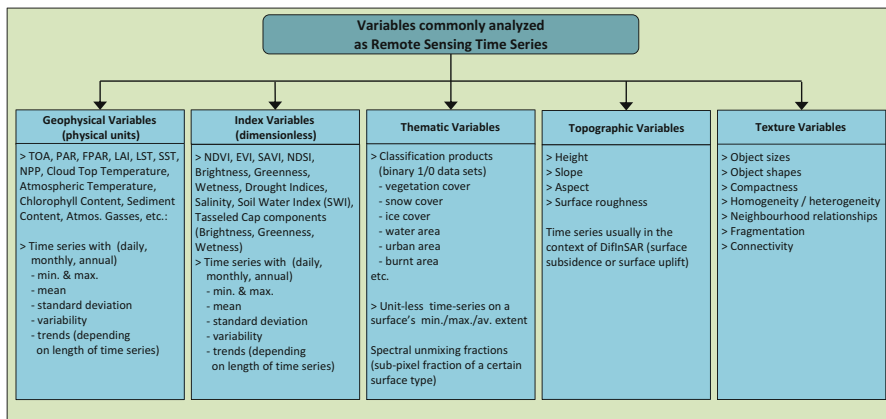 Variables commonly analyzed
as Remote Sensing Time Series
Geophysical Variables
(physical units)
> TOA, PAR, FPAR, LAI, LST, SST,
NPP, Cloud Top Temperature,
Atmospheric Temperature,
Chlorophyll Content, Sediment
Content, Atmos. Gasses, etc.:
> Time series with (daily,
monthly, annual)
- min. & max.
- mean
- standard deviation
- variability
- trends (depending
on length of time series)
Index Variables
(dimensionless)
> NDVI, EVI, SAVI, NDSI,
Brightness, Greenness,
Wetness, Drought Indices,
Salinity, Soil Water Index (SWI),
Tasseled Cap components
(Brightness, Greenness,
Wetness)
> Time series with (daily,
monthly, annual)
- min. & max.
- mean
- standard deviation
- variability
- trends (depending
on length of time series)
Thematic Variables
> Classification products
(binary 1/0 data sets)
- vegetation cover
- snow cover
- ice cover
- water area
- urban area
- burnt area
etc.
> Unit-less time-series on a
surface's min./max./av. extent
Spectral unmixing fractions
(sub-pixel fraction of a certain
surface type)
Topographic Variables
> Height
> Slope
> Aspect
> Surface roughness
Time series usually in the
context of DifInSAR (surface
subsidence or surface uplift)
Texture Variables
> Object sizes
> Object shapes
> Compactness
> Homogeneity / heterogeneity
> Neighbourhood relationships
> Fragmentation
> Connectivity